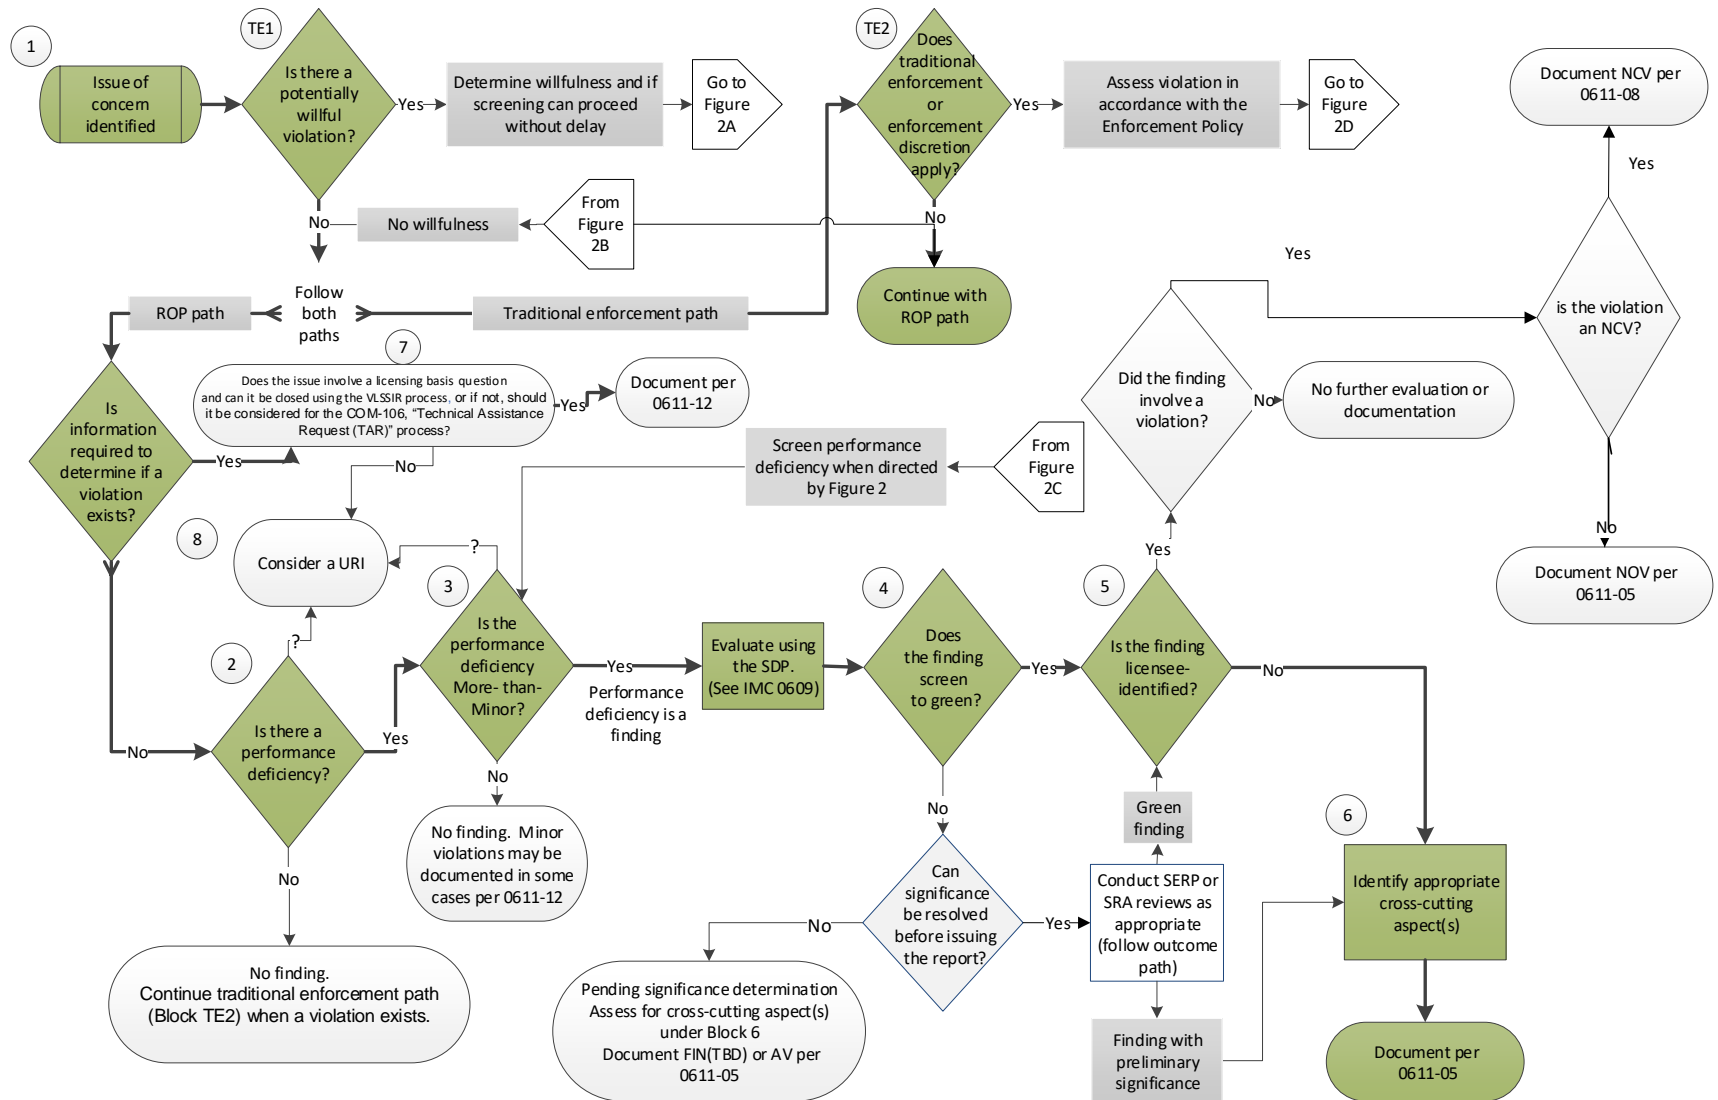 1
Issue of
concern
identified
TE1
Is there a
potentially
willful
violation?
Yes
Determine willfulness and if
screening can proceed
without delay
Go to
Figure
2A
TE2
Does
traditional
enforcement
or
enforcement
discretion
apply?
Yes
Assess violation in
accordance with the
Enforcement Policy
Go to
Figure
2D
Document NCV per
0611-08
Yes
No
No willfulness
From
Figure
2B
No
Continue with
ROP path
Yes
is the violation
an NCV?
ROP path
Follow
both
paths
Traditional enforcement path
7
Does the issue involve a licensing basis question
and can it be closed using the VLSSIR process, or if not, should
it be considered for the COM-106, “Technical Assistance
Request (TAR)” process?
Yes
Document per
0611-12
Did the finding
involve a
violation?
No
No further evaluation or
documentation
Is
information
required to
determine if a
violation
exists?
Yes
No
Screen performance
deficiency when directed
by Figure 2
From
Figure
2C
No
Document NOV per
0611-05
8
Consider a URI
?
?
Yes
3
Is the
performance
deficiency
More- than-
Minor?
Yes
Performance
deficiency is a
finding
Evaluate using
the SDP.
(See IMC 0609)
4
Does
the finding
screen
to green?
Yes
5
Is the finding
licensee-
identified?
No
2
Is there a
performance
deficiency?
No
Yes
No
No finding.  Minor
violations may be
documented in some
cases per 0611-12
No
Green
finding
6
Identify appropriate
cross-cutting
aspect(s)
No
Can
significance
be resolved
before issuing
the report?
No
Yes
Conduct SERP or
SRA reviews as
appropriate
(follow outcome
path)
No finding.
Continue traditional enforcement path
(Block TE2) when a violation exists.
Pending significance determination
Assess for cross-cutting aspect(s)
under Block 6
Document FIN(TBD) or AV per
0611-05
Finding with
preliminary
significance
Document per
0611-05